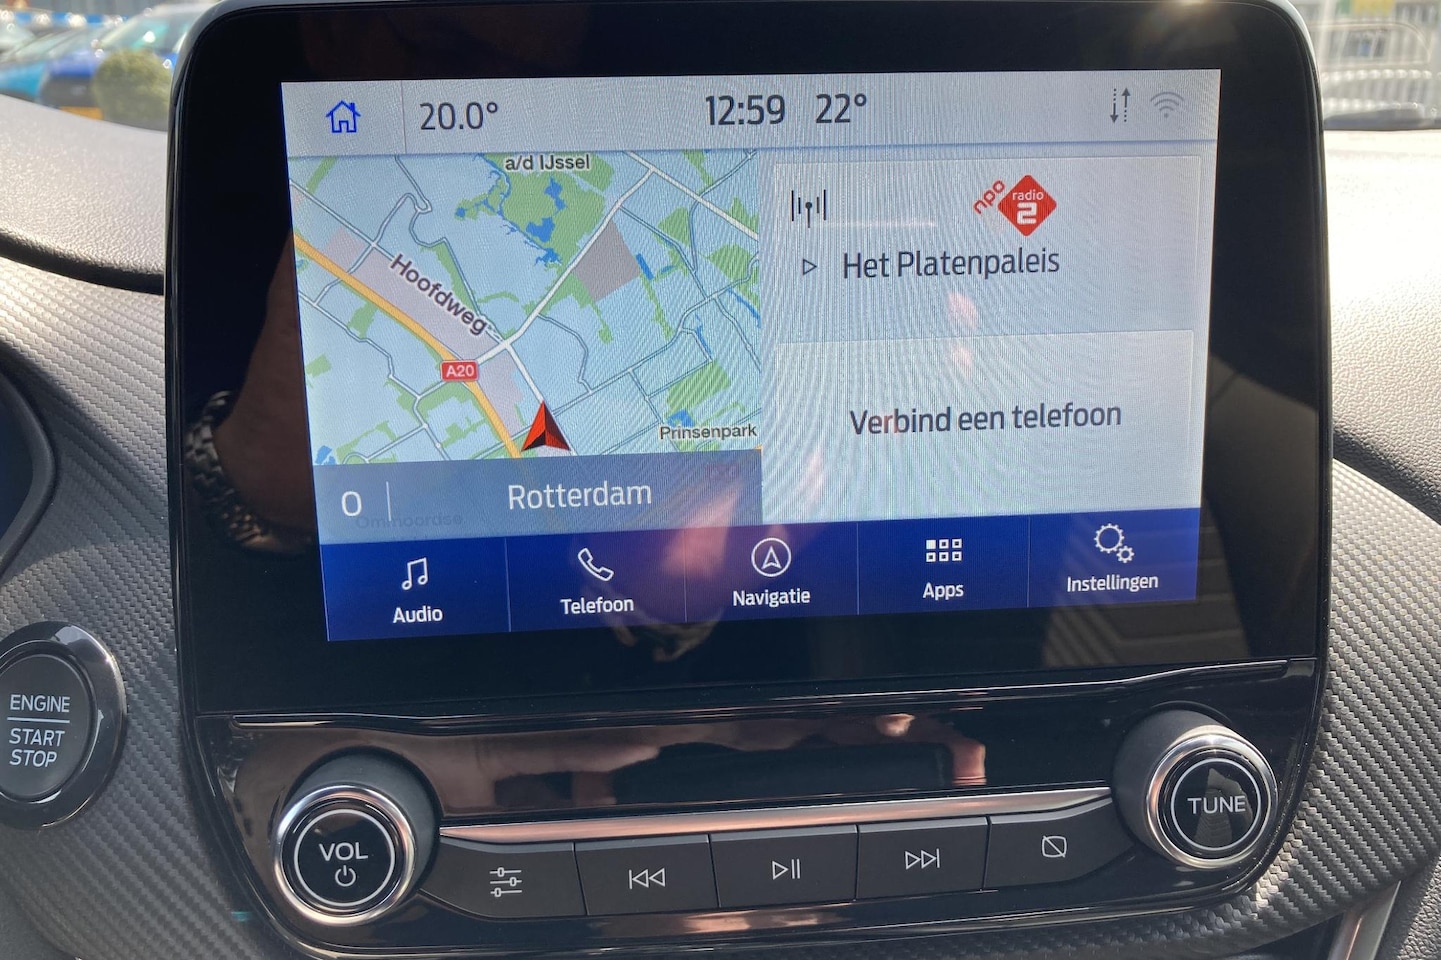 20.0° 12:59 22°
a/d IJssel
Hoofdweg
A20
Prinsenpark
npo radio 2
Het Platenpaleis
Verbind een telefoon
0 Rotterdam
Ommoordse
Audio
Telefoon
Navigatie
Apps
Instellingen
ENGINE
START
STOP
VOL
TUNE